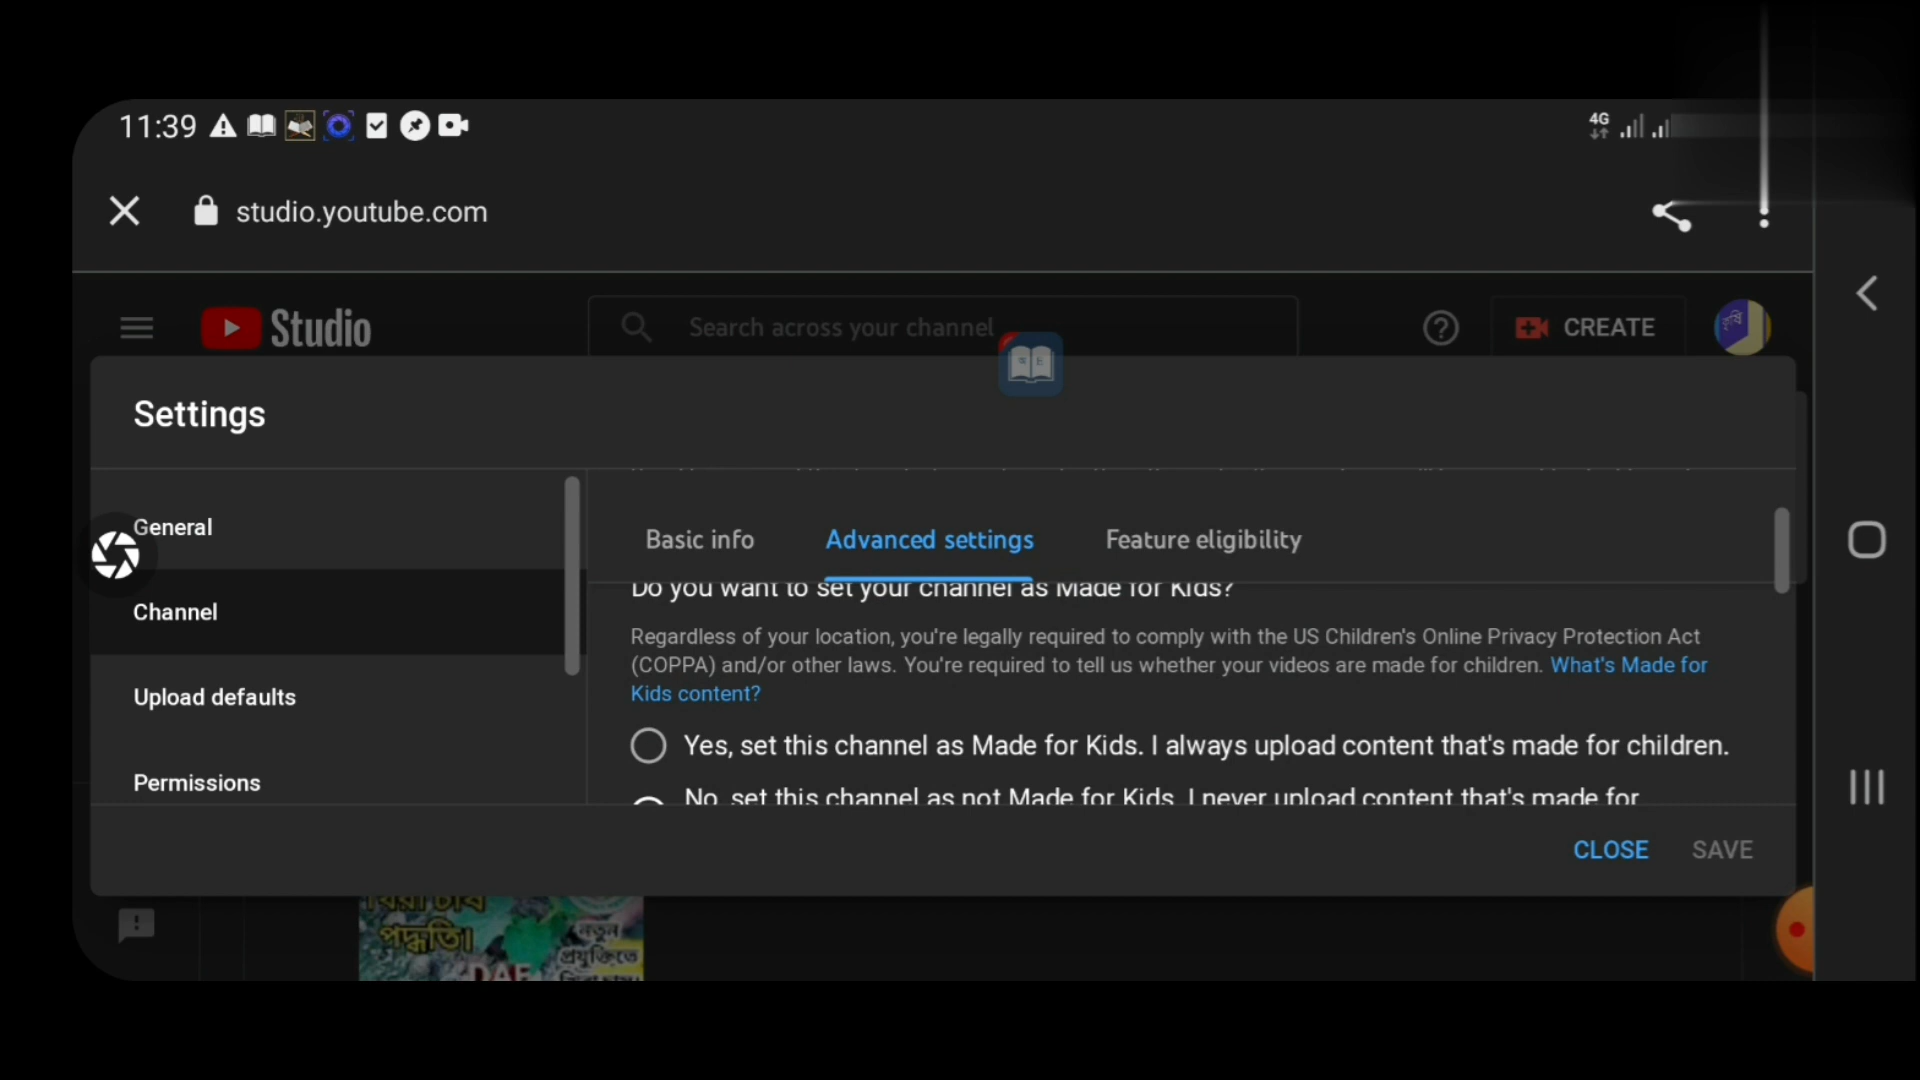 11:39
4G
studio.youtube.com
Studio
Search across your channel
CREATE
Settings
General
Channel
Upload defaults
Permissions
Basic info
Advanced settings
Feature eligibility
Do you want to set your channel as Made for Kids?
Regardless of your location, you're legally required to comply with the US Children's Online Privacy Protection Act
(COPPA) and/or other laws. You're required to tell us whether your videos are made for children. What's Made for
Kids content?
Yes, set this channel as Made for Kids. I always upload content that's made for children.
No, set this channel as not Made for Kids. I never upload content that's made for
CLOSE
SAVE
পদ্ধতি।
নতুন
প্রযুক্তিতে